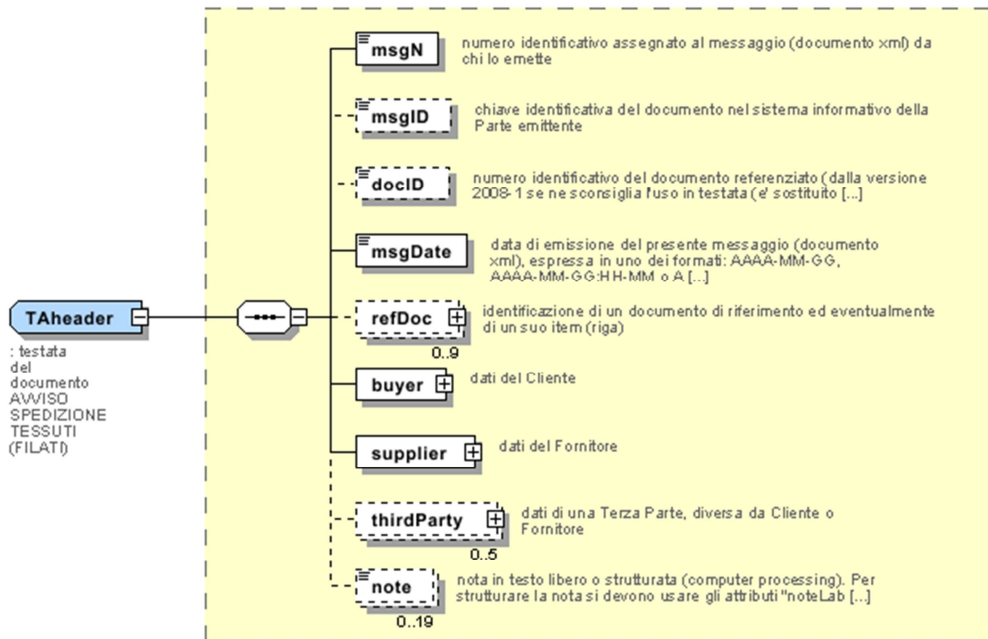 msgN
numero identificativo assegnato al messaggio (documento xml) da
chi lo emette
msgID
chiave identificativa del documento nel sistema informativo della
Parte emittente
docID
numero identificativo del documento referenziato (dalla versione
2008-1 se ne sconsiglia l'uso in testata (e' sostituito [...]
msgDate
data di emissione del presente messaggio (documento
xml), espressa in uno dei formati: AAAA-MM-GG,
AAAA-MM-GG:HH-MM o A [...]
TAheader
: testata
del
documento
AVVISO
SPEDIZIONE
TESSUTI
(FILATI)
refDoc
identificazione di un documento di riferimento ed eventualmente
di un suo item (riga)
0..9
buyer
dati del Cliente
supplier
dati del Fornitore
thirdParty
dati di una Terza Parte, diversa da Cliente o
Fornitore
0..5
note
nota in testo libero o strutturata (computer processing). Per
strutturare la nota si devono usare gli attributi "noteLab [...]
0..19